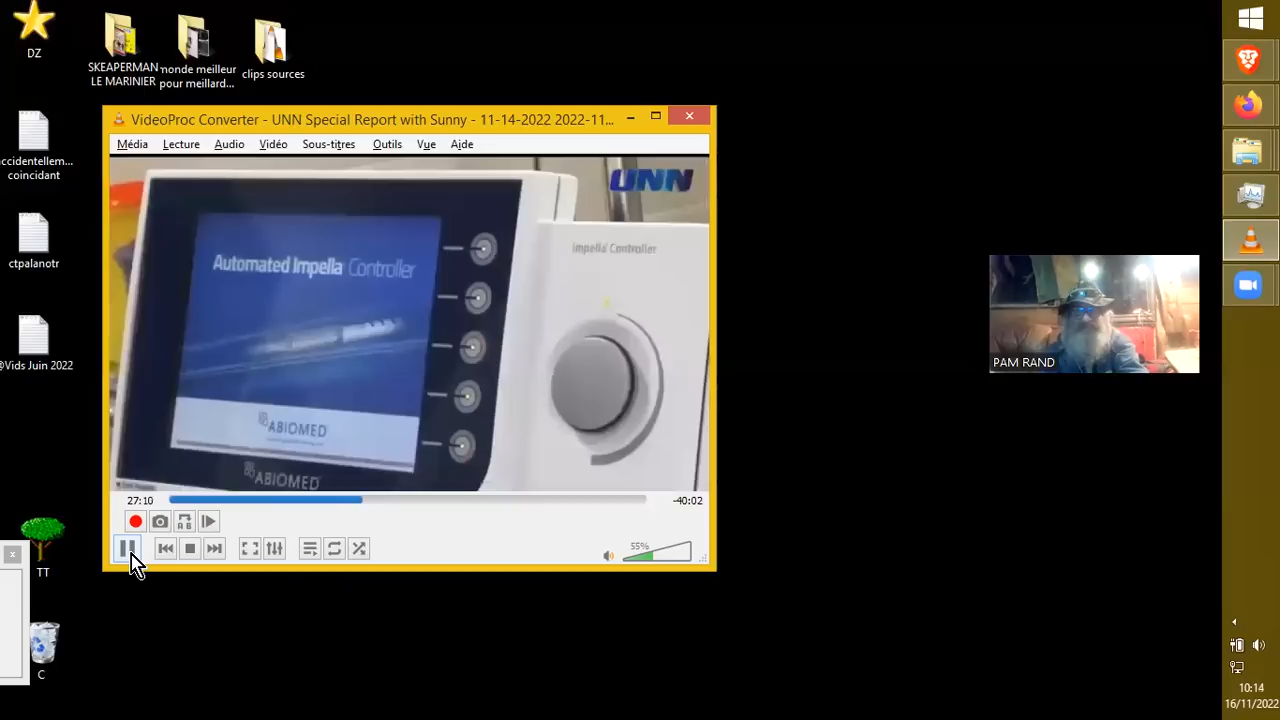 DZ
SKEAPERMAN
LE MARINIER
monde meilleur
pour meillard...
clips sources
ccidentellem...
coincidant
ctpalanotr
@Vids Juin 2022
TT
C
x
VideoProc Converter - UNN Special Report with Sunny - 11-14-2022 2022-11...
Média Lecture Audio Vidéo Sous-titres Outils Vue Aide
UNN
Automated Impella Controller
Impella Controller
ABIOMED
ABIOMED
27:10
-40:02
A B
55%
PAM RAND
10:14
16/11/2022